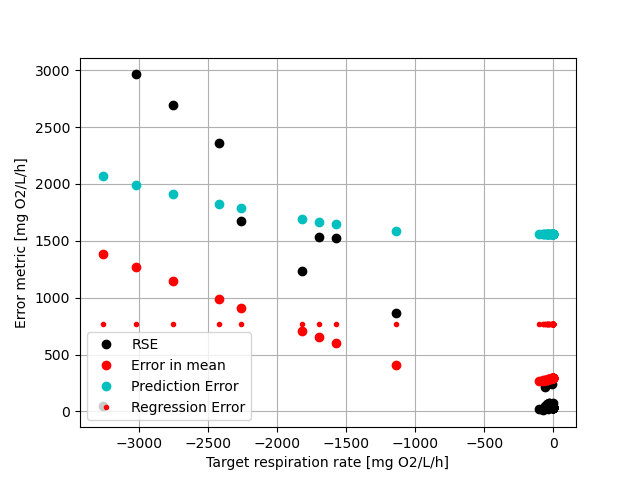 3000
2500
2000
1500
1000
500
0
Error metric [mg O2/L/h]
RSE
Error in mean
Prediction Error
Regression Error
−3000 −2500 −2000 −1500 −1000 −500 0
Target respiration rate [mg O2/L/h]